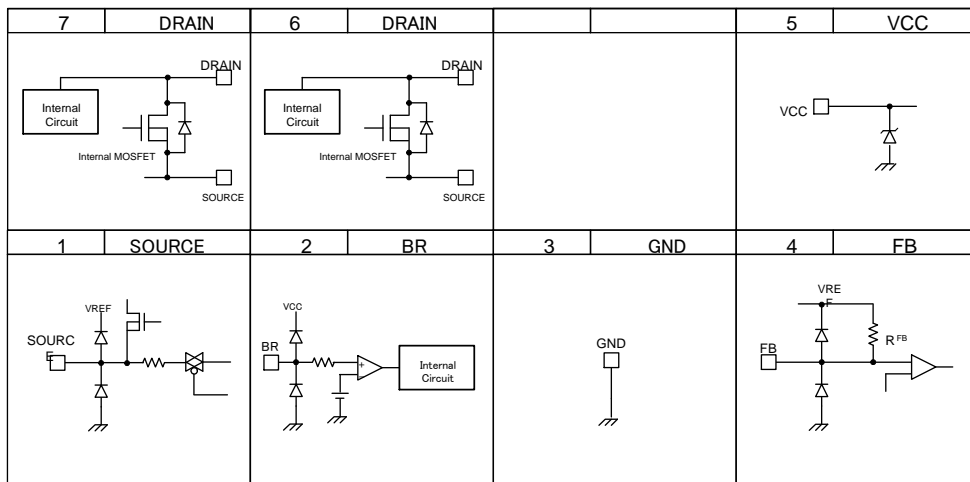 7 DRAIN 6 DRAIN 5 VCC
DRAIN
Internal
Circuit
Internal MOSFET
SOURCE
DRAIN
Internal
Circuit
Internal MOSFET
SOURCE
VCC
1 SOURCE 2 BR 3 GND 4 FB
VREF
SOURC
E
VCC
BR
+
-
Internal
Circuit
GND
VRE
F
R FB
FB